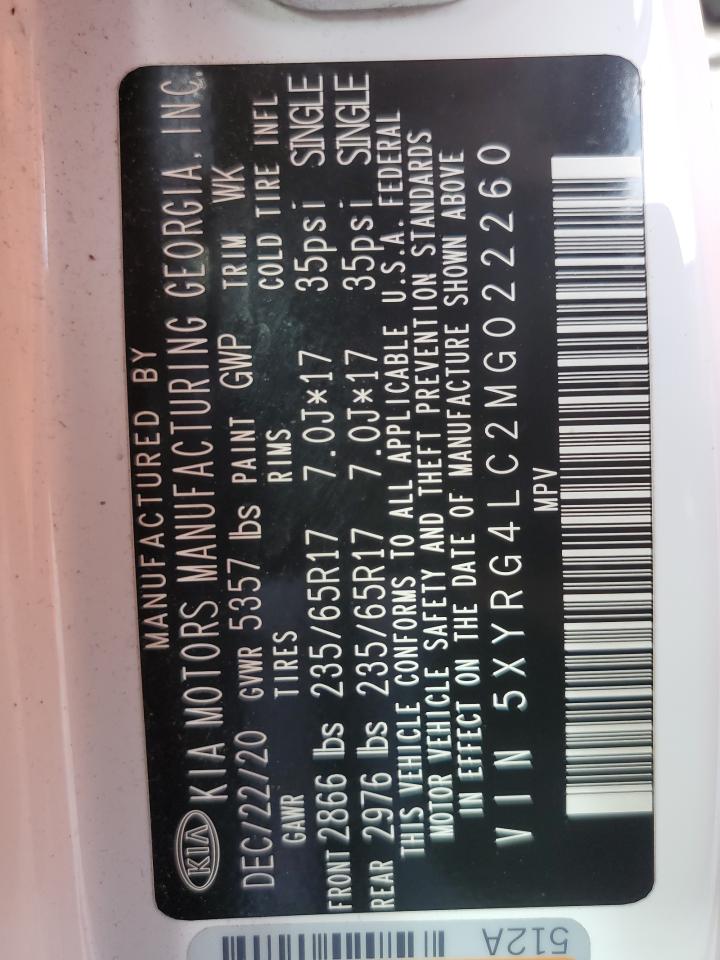 MANUFACTURED BY
KIA KIA MOTORS MANUFACTURING GEORGIA, INC.
DEC/22/20 GVWR 5357 lbs PAINT GWP TRIM WK
GAWR TIRES RIMS COLD TIRE INFL
FRONT 2866 lbs 235/65R17 7.0J*17 35psi SINGLE
REAR 2976 lbs 235/65R17 7.0J*17 35psi SINGLE
THIS VEHICLE CONFORMS TO ALL APPLICABLE U.S.A. FEDERAL
MOTOR VEHICLE SAFETY AND THEFT PREVENTION STANDARDS
IN EFFECT ON THE DATE OF MANUFACTURE SHOWN ABOVE
VIN 5XYRG4LC2MG022260
MPV
512A